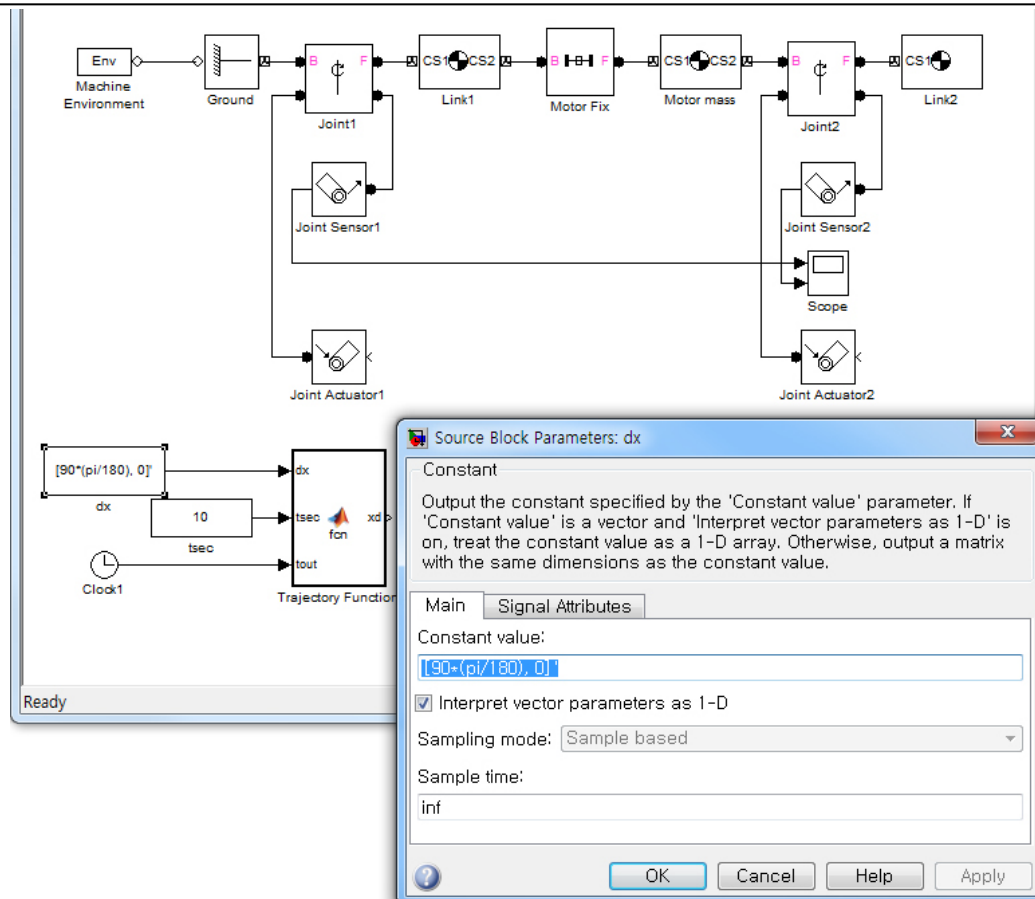 Env
Machine
Environment
Ground
B F
Joint1
CS1 CS2
Link1
B F
Motor Fix
CS1 CS2
Motor mass
B F
Joint2
CS1
Link2
Joint Sensor1
Joint Sensor2
Scope
Joint Actuator1
Joint Actuator2
[90*(pi/180), 0]'
dx
10
tsec
Clock1
dx
tsec
tout
fcn
xd
Trajectory Function
Ready
Source Block Parameters: dx
Constant
Output the constant specified by the 'Constant value' parameter. If
'Constant value' is a vector and 'Interpret vector parameters as 1-D' is
on, treat the constant value as a 1-D array. Otherwise, output a matrix
with the same dimensions as the constant value.
Main
Signal Attributes
Constant value:
[90*(pi/180), 0]'
Interpret vector parameters as 1-D
Sampling mode: Sample based
Sample time:
inf
OK
Cancel
Help
Apply